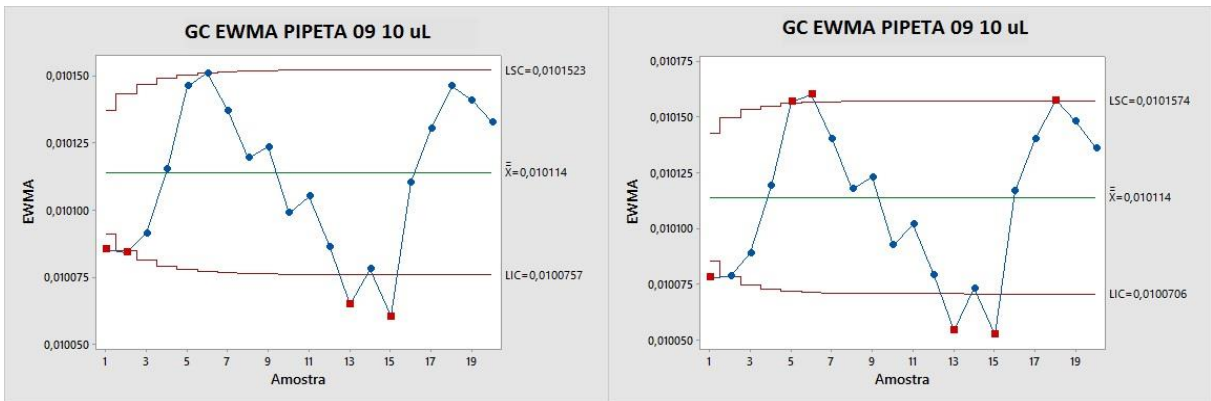 GC EWMA PIPETA 09 10 uL
0,010150
0,010125
0,010100
0,010075
0,010050
EWMA
LSC=0,0101523
X=0,010114
LIC=0,0100757
1 3 5 7 9 11 13 15 17 19
Amostra
GC EWMA PIPETA 09 10 uL
0,010175
0,010150
0,010125
0,010100
0,010075
0,010050
EWMA
LSC=0,0101574
X=0,010114
LIC=0,0100706
1 3 5 7 9 11 13 15 17 19
Amostra